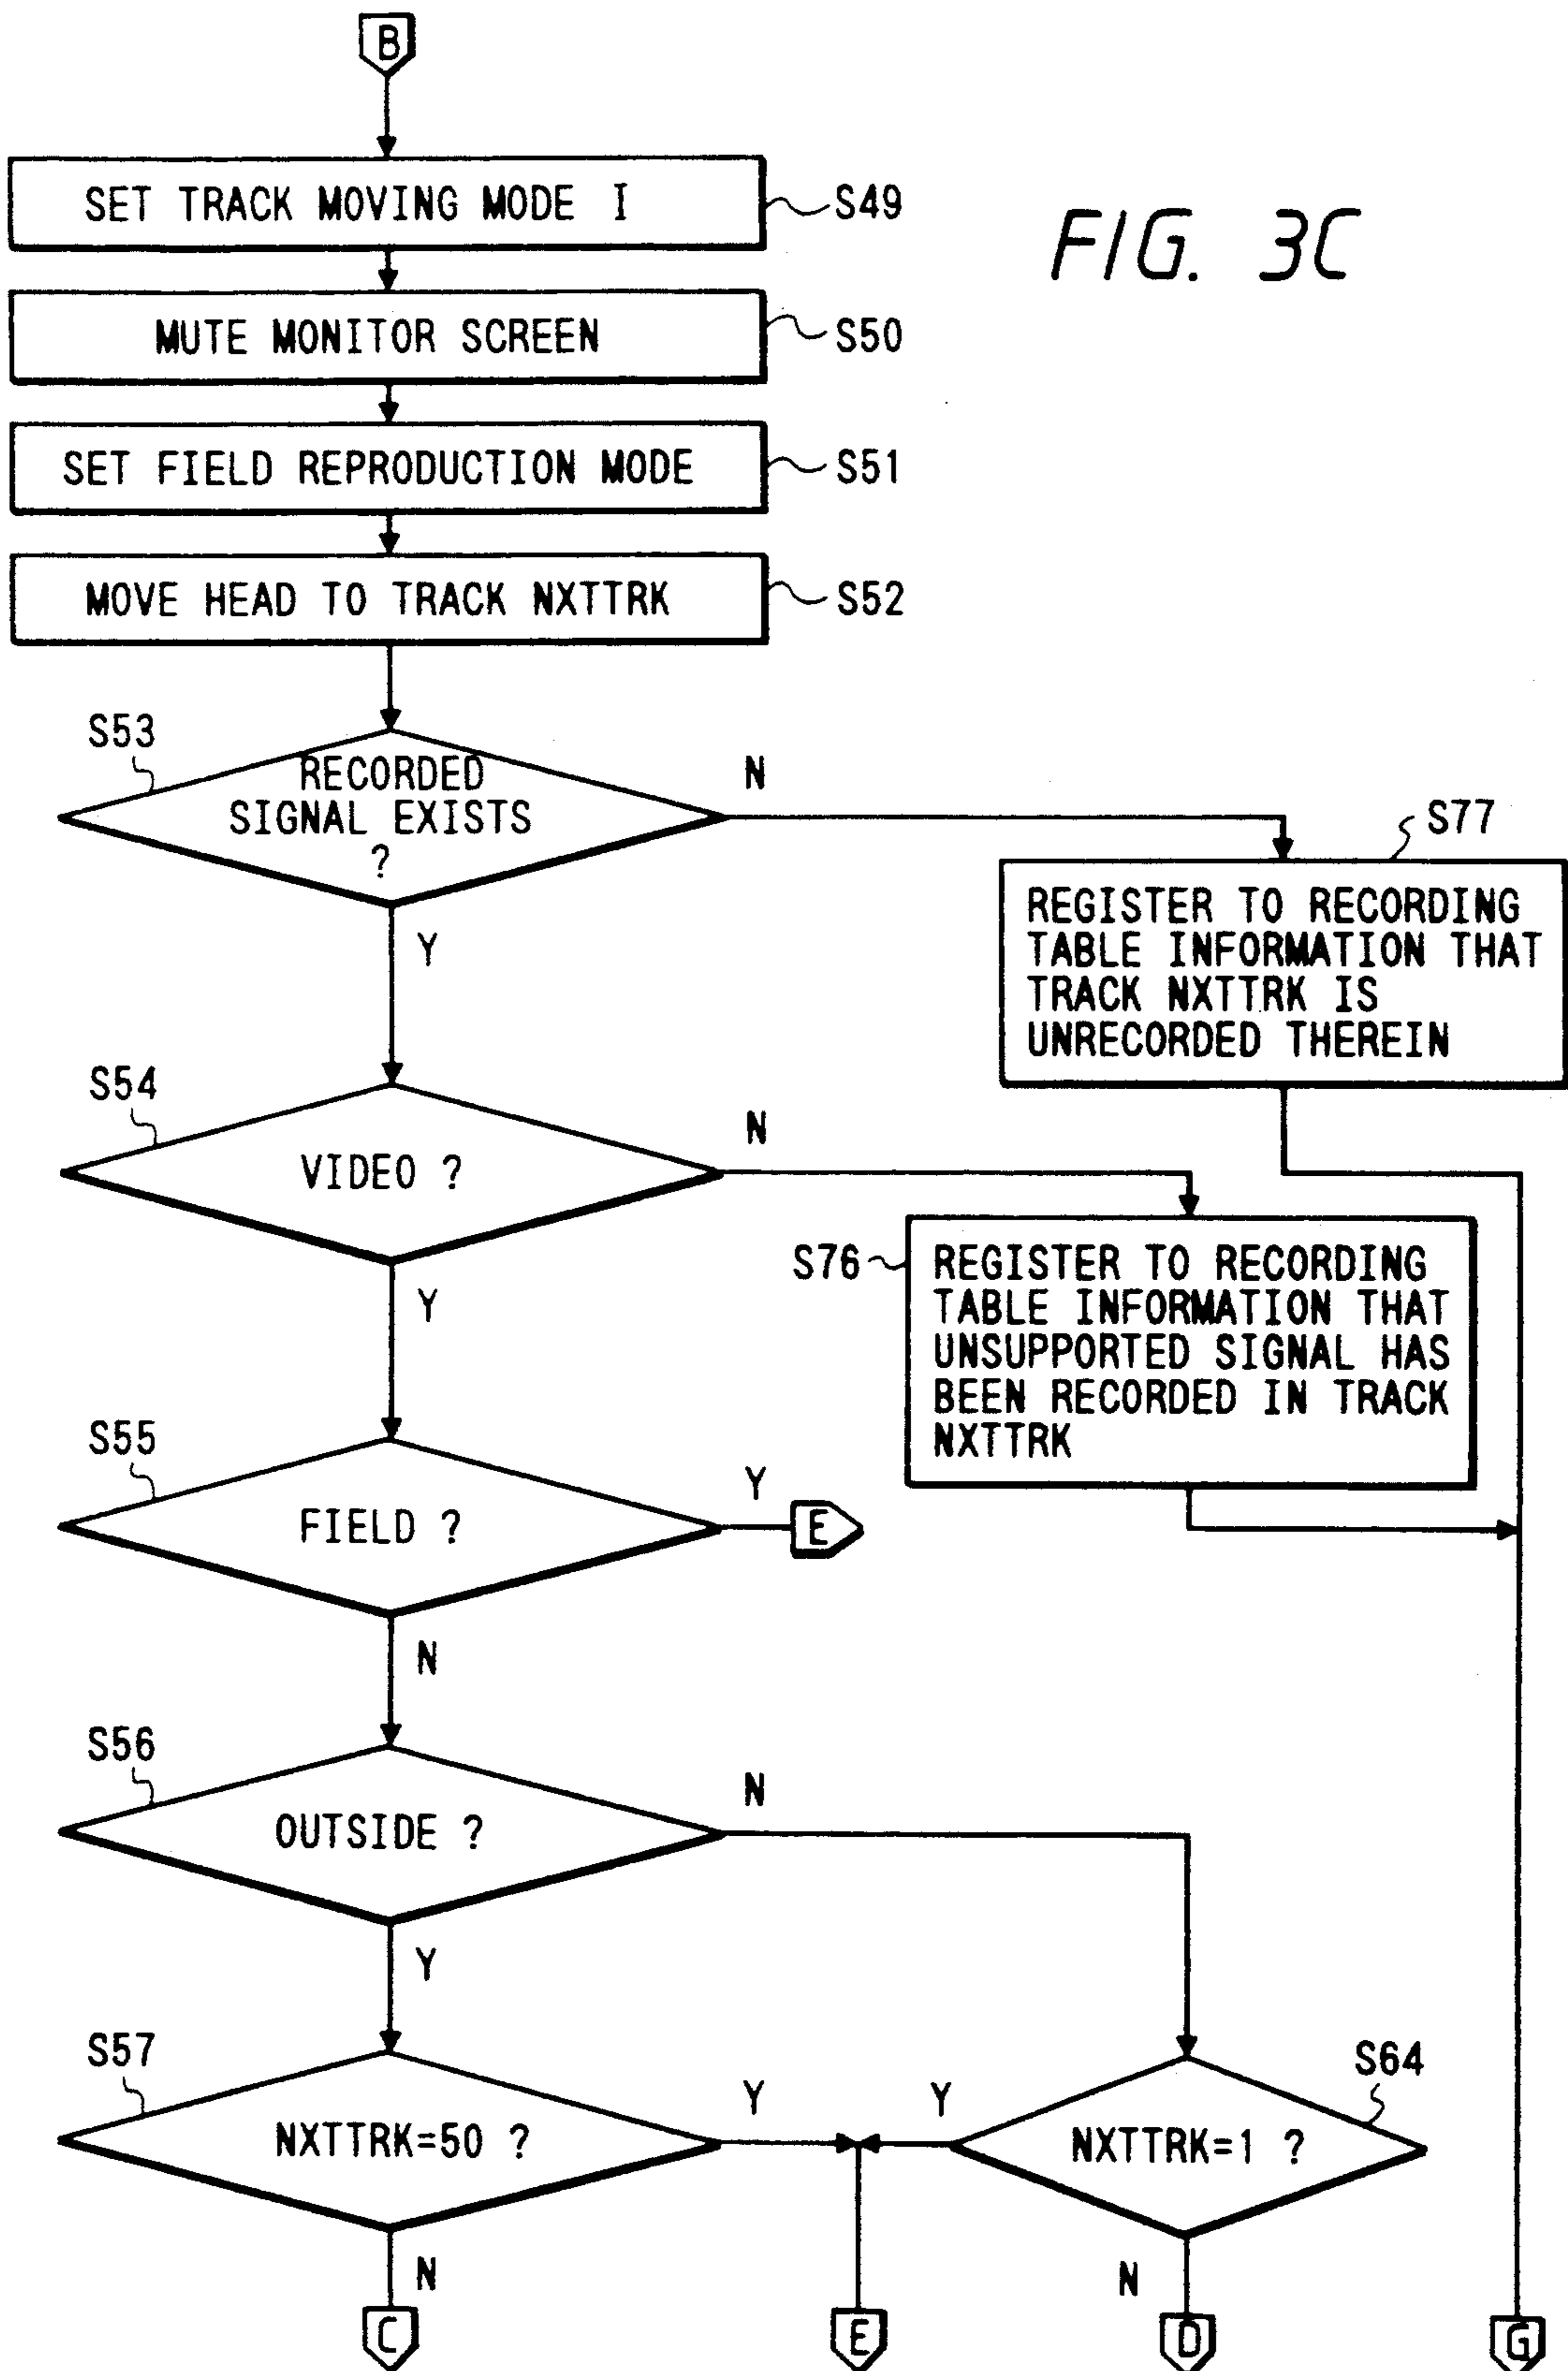 B
SET TRACK MOVING MODE I
S49
FIG. 3C
MUTE MONITOR SCREEN
S50
SET FIELD REPRODUCTION MODE
S51
MOVE HEAD TO TRACK NXTTRK
S52
S53
RECORDED
SIGNAL EXISTS
?
N
Y
S77
REGISTER TO RECORDING
TABLE INFORMATION THAT
TRACK NXTTRK IS
UNRECORDED THEREIN
S54
VIDEO ?
N
Y
S76
REGISTER TO RECORDING
TABLE INFORMATION THAT
UNSUPPORTED SIGNAL HAS
BEEN RECORDED IN TRACK
NXTTRK
S55
FIELD ?
Y
E
N
S56
OUTSIDE ?
N
Y
S57
NXTTRK=50 ?
Y
N
S64
NXTTRK=1 ?
Y
N
C
E
D
G